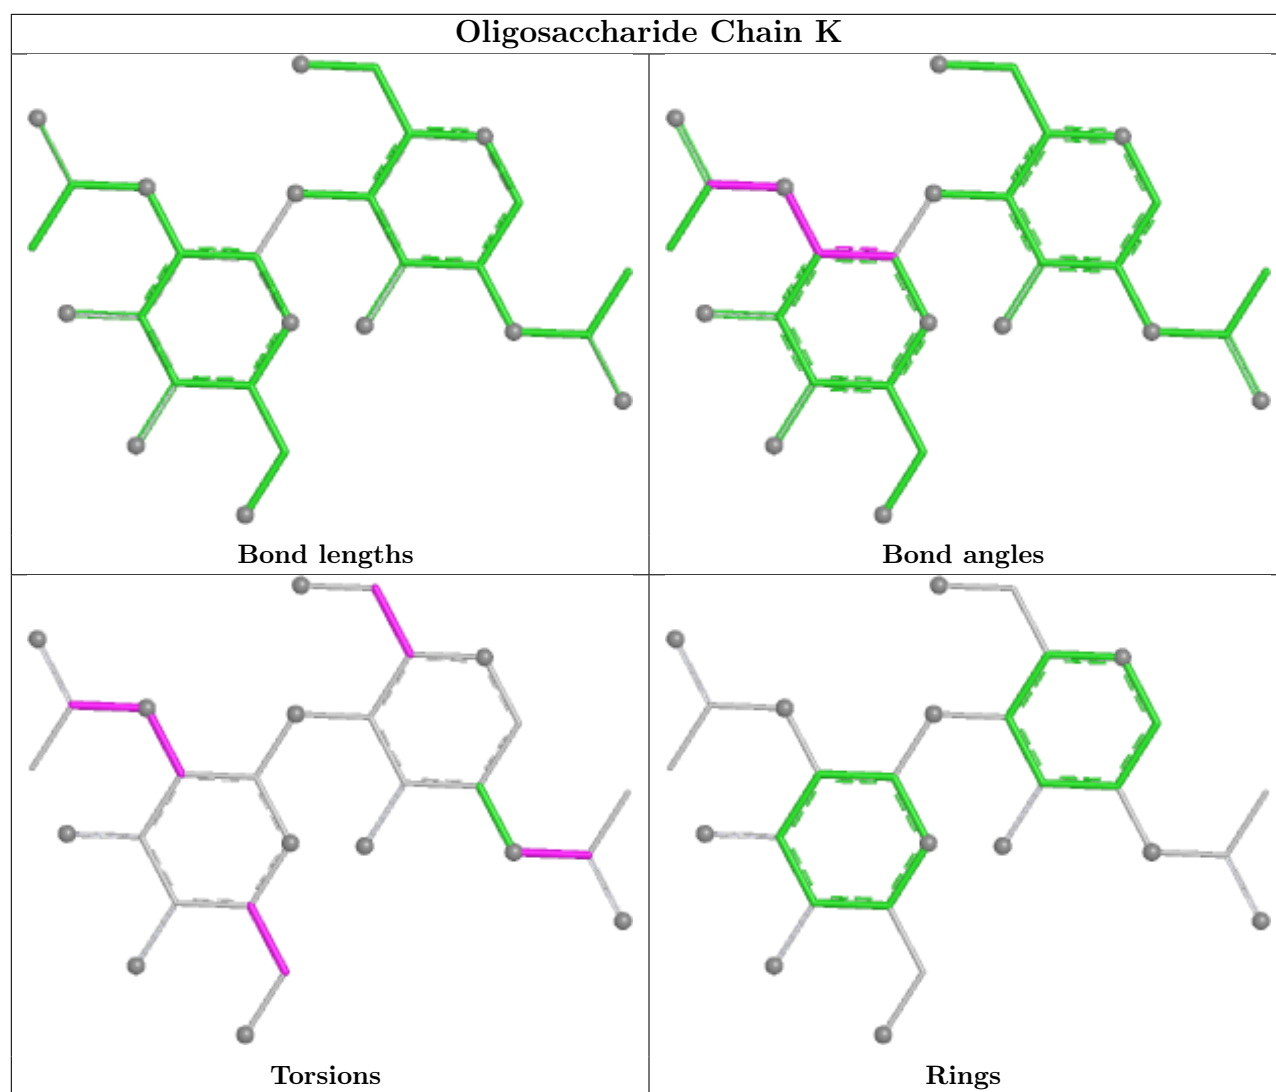 Oligosaccharide Chain K
Bond lengths
Bond angles
Torsions
Rings